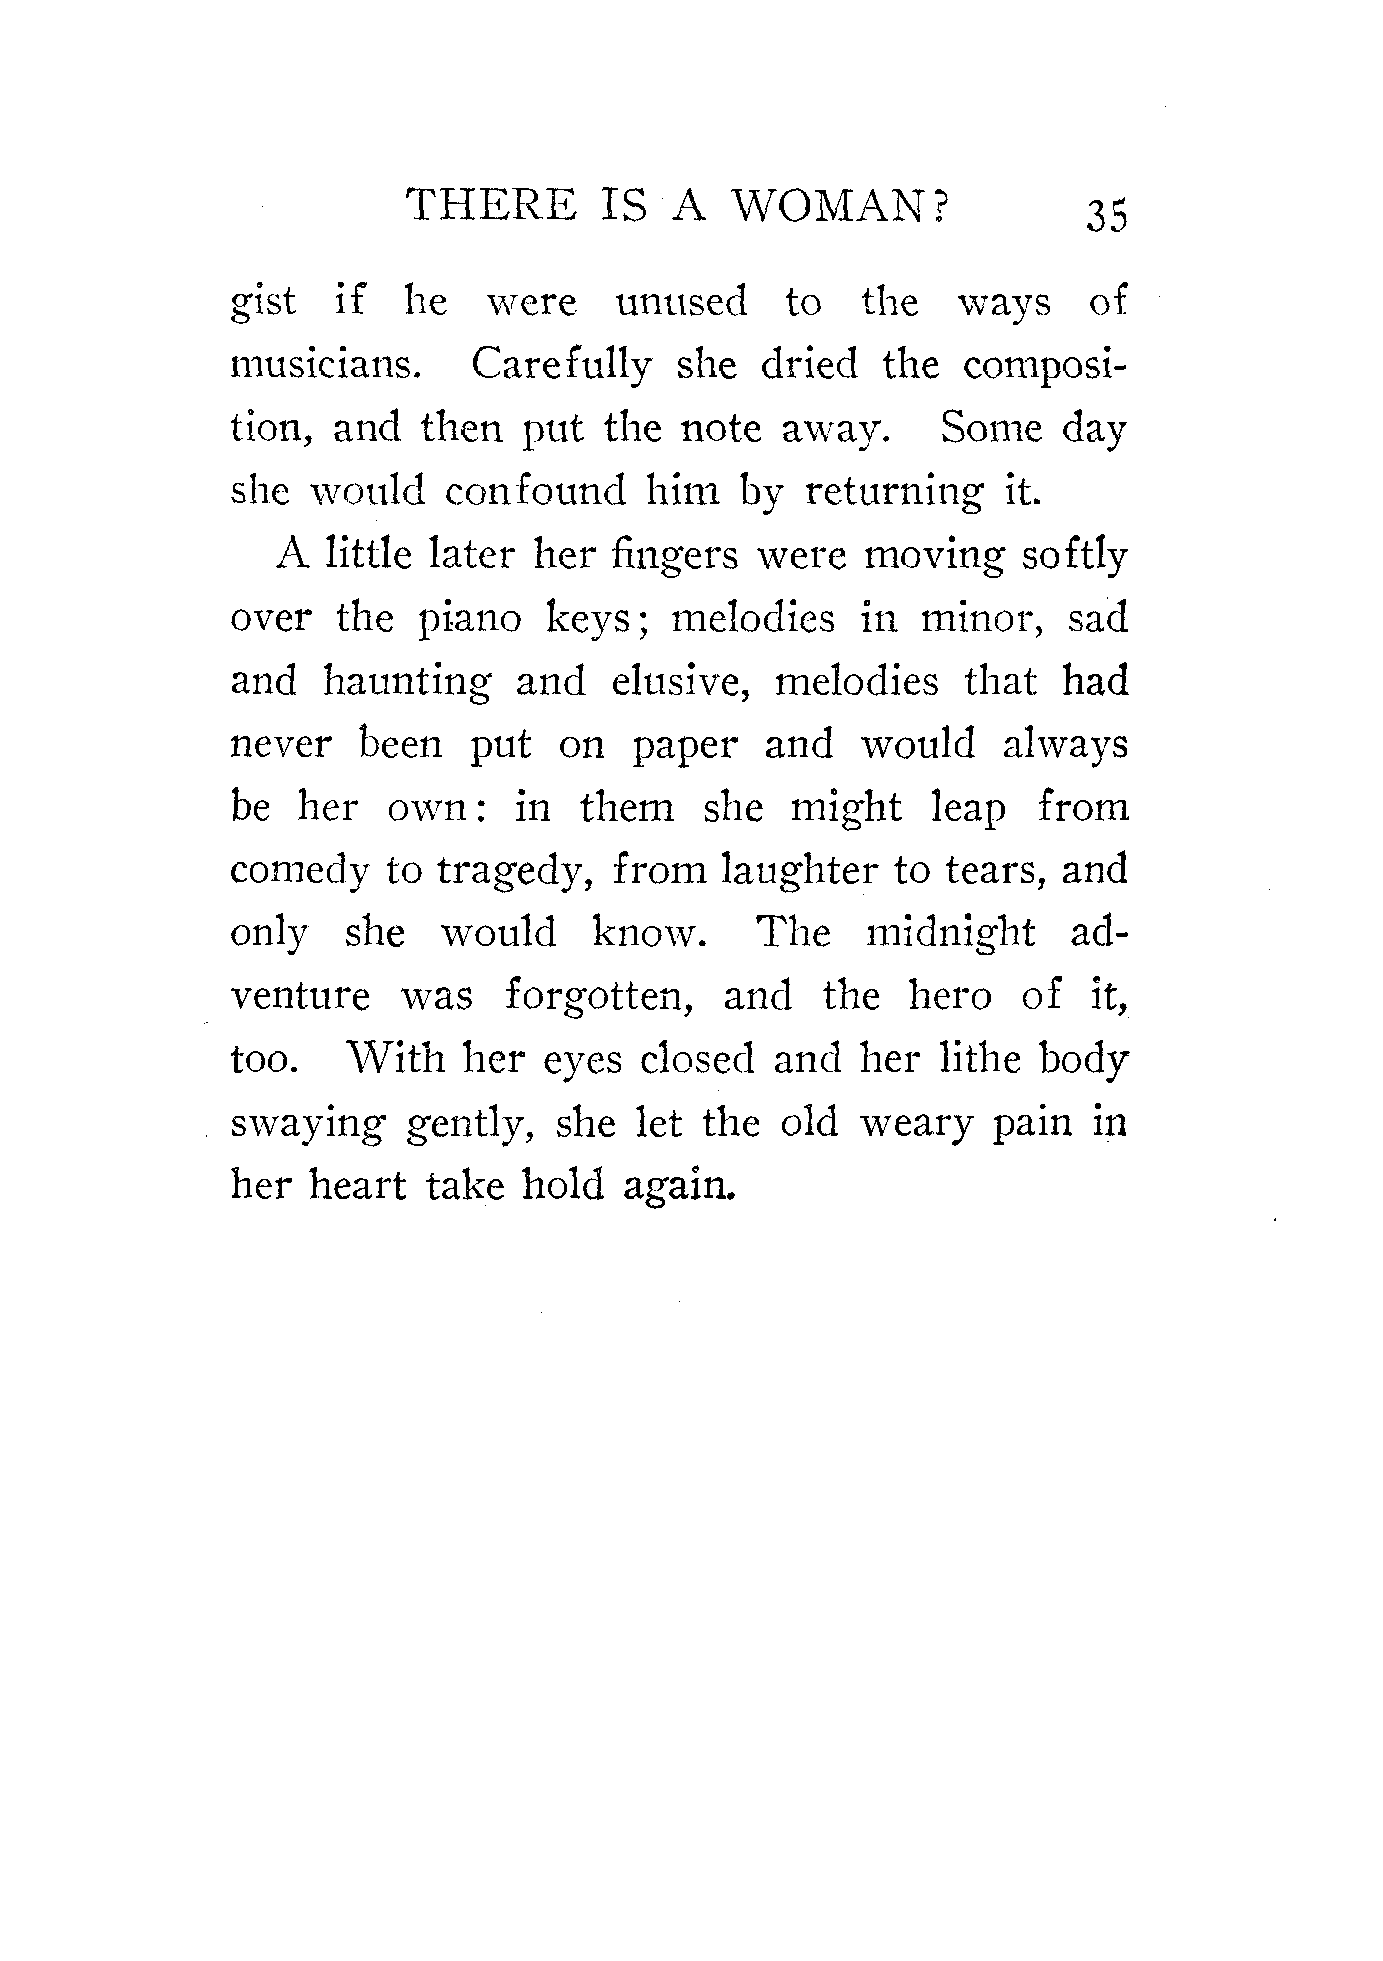 THERE IS A WOMAN? 35
gist if he were unused to the ways of
musicians. Carefully she dried the composi-
tion, and then put the note away. Some day
she would confound him by returning it.
A little later her fingers were moving softly
over the piano keys; melodies in minor, sad
and haunting and elusive, melodies that had
never been put on paper and would always
be her own: in them she might leap from
comedy to tragedy, from laughter to tears, and
only she would know. The midnight ad-
venture was forgotten, and the hero of it,
too. With her eyes closed and her lithe body
swaying gently, she let the old weary pain in
her heart take hold again.